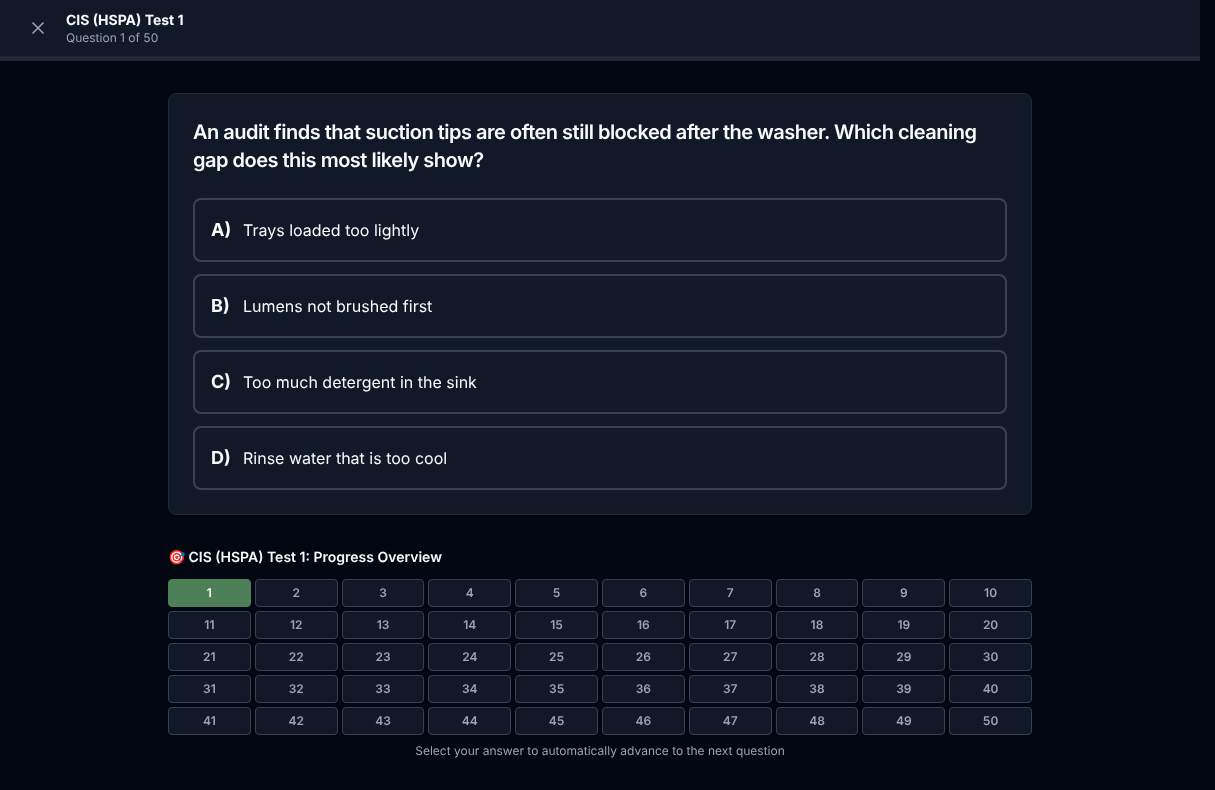 CIS (HSPA) Test 1
Question 1 of 50
An audit finds that suction tips are often still blocked after the washer. Which cleaning
gap does this most likely show?
A) Trays loaded too lightly
B) Lumens not brushed first
C) Too much detergent in the sink
D) Rinse water that is too cool
🎯 CIS (HSPA) Test 1: Progress Overview
1 2 3 4 5 6 7 8 9 10
11 12 13 14 15 16 17 18 19 20
21 22 23 24 25 26 27 28 29 30
31 32 33 34 35 36 37 38 39 40
41 42 43 44 45 46 47 48 49 50
Select your answer to automatically advance to the next question